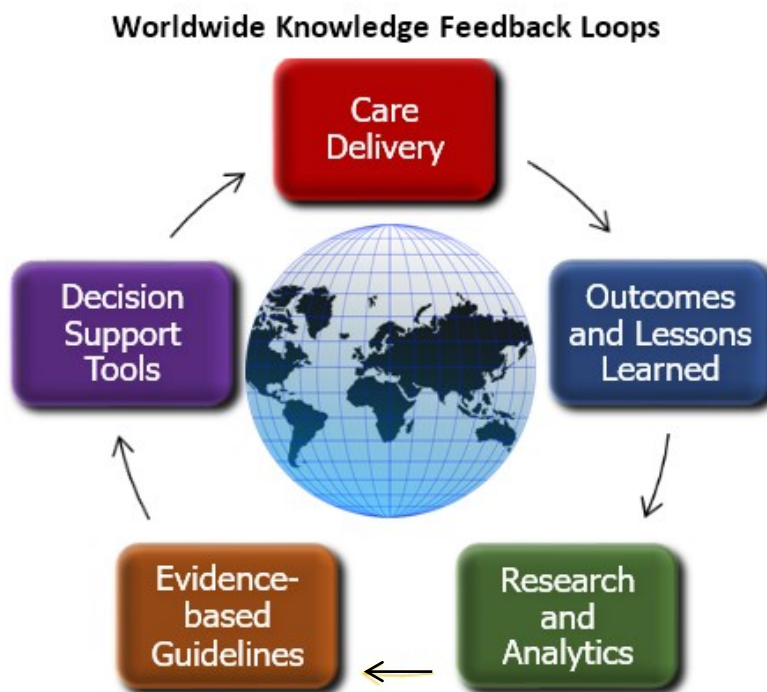 Worldwide Knowledge Feedback Loops
Care
Delivery
Outcomes
and Lessons
Learned
Research
and
Analytics
Evidence-
based
Guidelines
Decision
Support
Tools